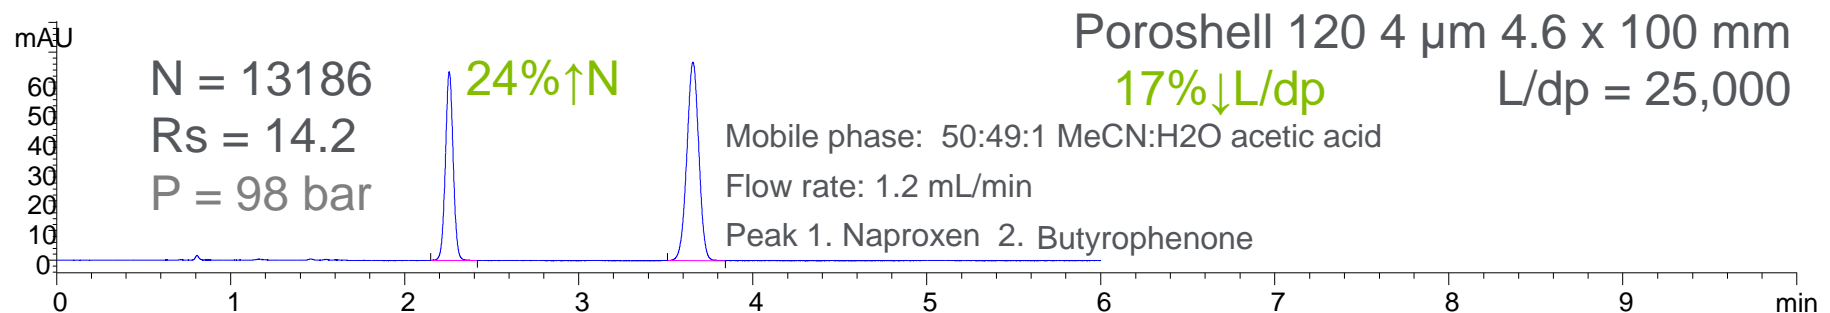 Poroshell 120 4 µm 4.6 x 100 mm
mAU
N = 13186 24%↑N 17%↓L/dp L/dp = 25,000
60
50
Rs = 14.2 Mobile phase: 50:49:1 MeCN:H2O acetic acid
40
30
P = 98 bar Flow rate: 1.2 mL/min
20
10
Peak 1. Naproxen 2. Butyrophenone
0
0 1 2 3 4 5 6 7 8 9 min